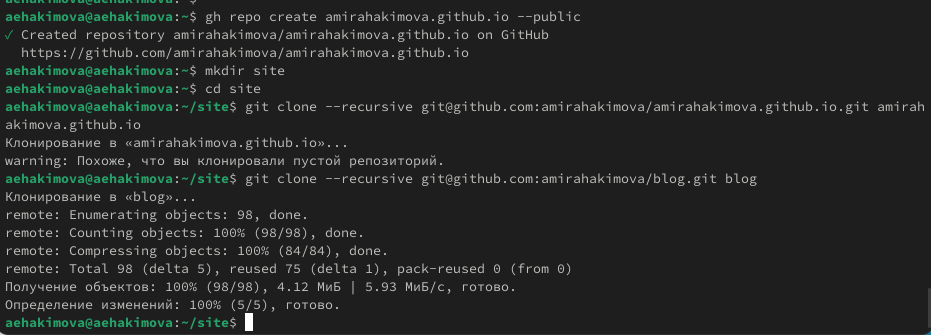 aehakimova@aehakimova:~$ gh repo create amirahakimova.github.io --public
✓ Created repository amirahakimova/amirahakimova.github.io on GitHub
  https://github.com/amirahakimova/amirahakimova.github.io
aehakimova@aehakimova:~$ mkdir site
aehakimova@aehakimova:~$ cd site
aehakimova@aehakimova:~/site$ git clone --recursive git@github.com:amirahakimova/amirahakimova.github.io.git amirah
akimova.github.io
Клонирование в «amirahakimova.github.io»...
warning: Похоже, что вы клонировали пустой репозиторий.
aehakimova@aehakimova:~/site$ git clone --recursive git@github.com:amirahakimova/blog.git blog
Клонирование в «blog»...
remote: Enumerating objects: 98, done.
remote: Counting objects: 100% (98/98), done.
remote: Compressing objects: 100% (84/84), done.
remote: Total 98 (delta 5), reused 75 (delta 1), pack-reused 0 (from 0)
Получение объектов: 100% (98/98), 4.12 МиБ | 5.93 МиБ/с, готово.
Определение изменений: 100% (5/5), готово.
aehakimova@aehakimova:~/site$